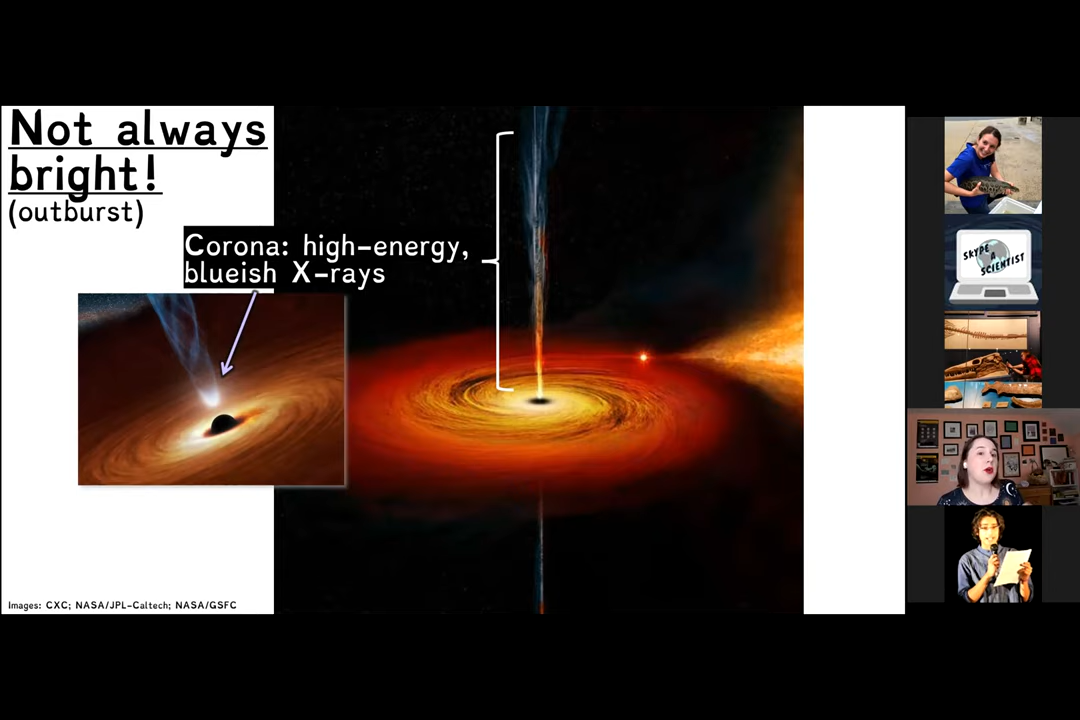 Not always
bright!
(outburst)
Corona: high-energy,
blueish X-rays
Images: CXC; NASA/JPL-Caltech; NASA/GSFC
SKYPE
A
SCIENTIST